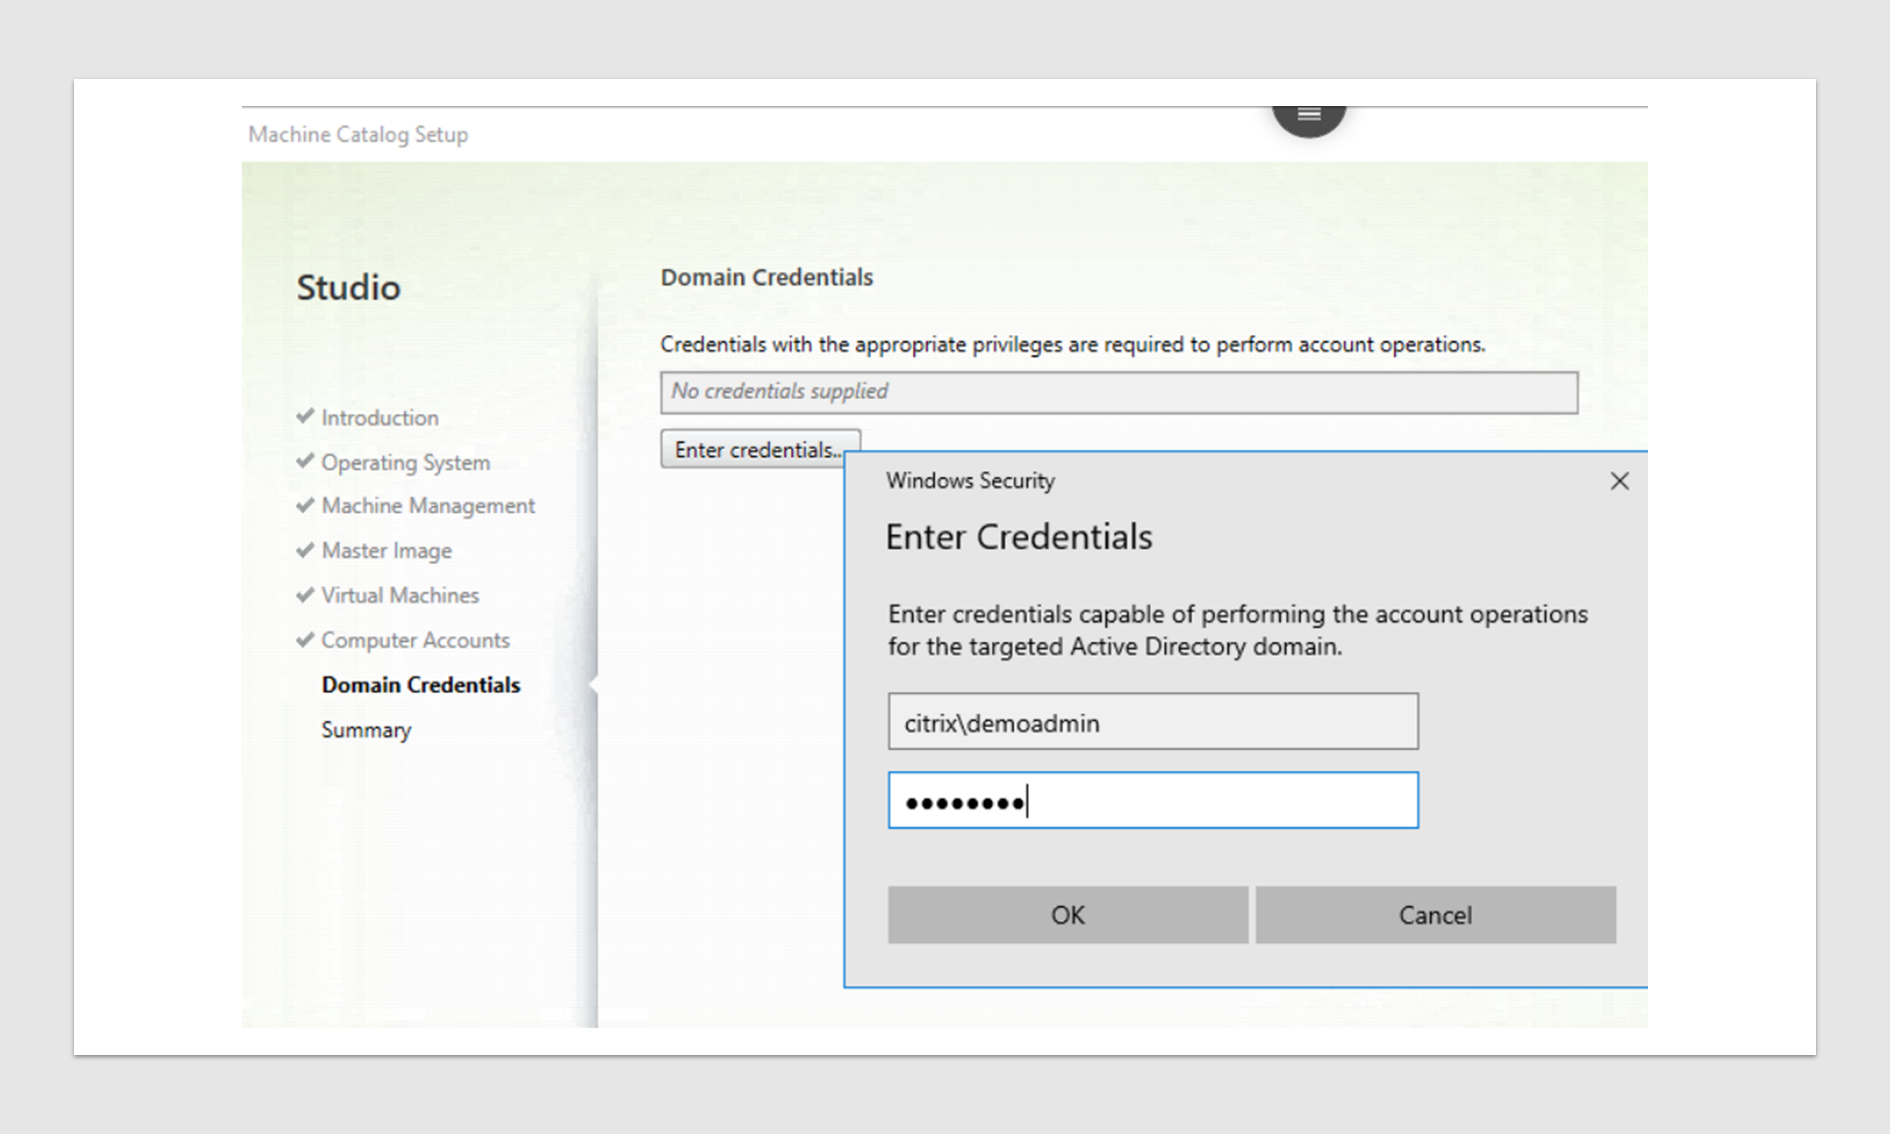 Machine Catalog Setup
Studio
Introduction
Operating System
Machine Management
Master Image
Virtual Machines
Computer Accounts
Domain Credentials
Summary
Domain Credentials
Credentials with the appropriate privileges are required to perform account operations.
No credentials supplied
Enter credentials...
Windows Security
Enter Credentials
Enter credentials capable of performing the account operations
for the targeted Active Directory domain.
citrix\demoadmin
●●●●●●●●
OK
Cancel